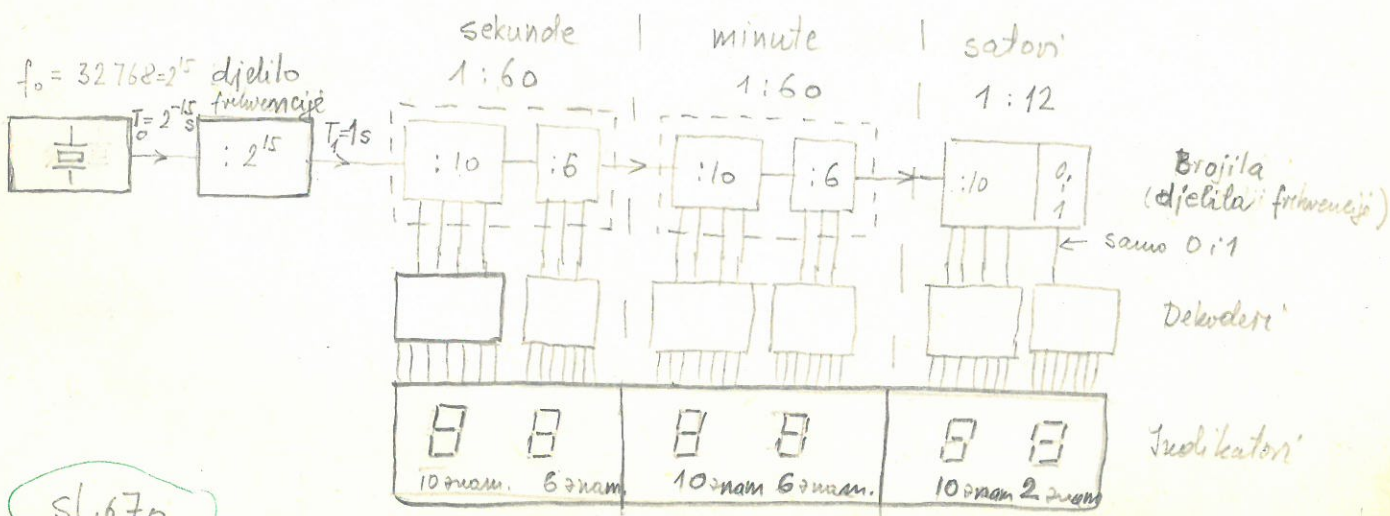 sekunde | minute | satovi
f₀ = 32768=2¹⁵ djelilo
frekvencije
1 : 60
1 : 60
1 : 12
T₀=2⁻¹⁵ s
: 2¹⁵
T₁=1s
:10
:6
:10
:6
:10
0,
i
1
Brojila
(djelila frekvencije)
← samo 0 i 1
Dekoderi
10 znam. 6 znam. 10 znam 6 znam. 10 znam 2 znam
Indikatori
sl.67a